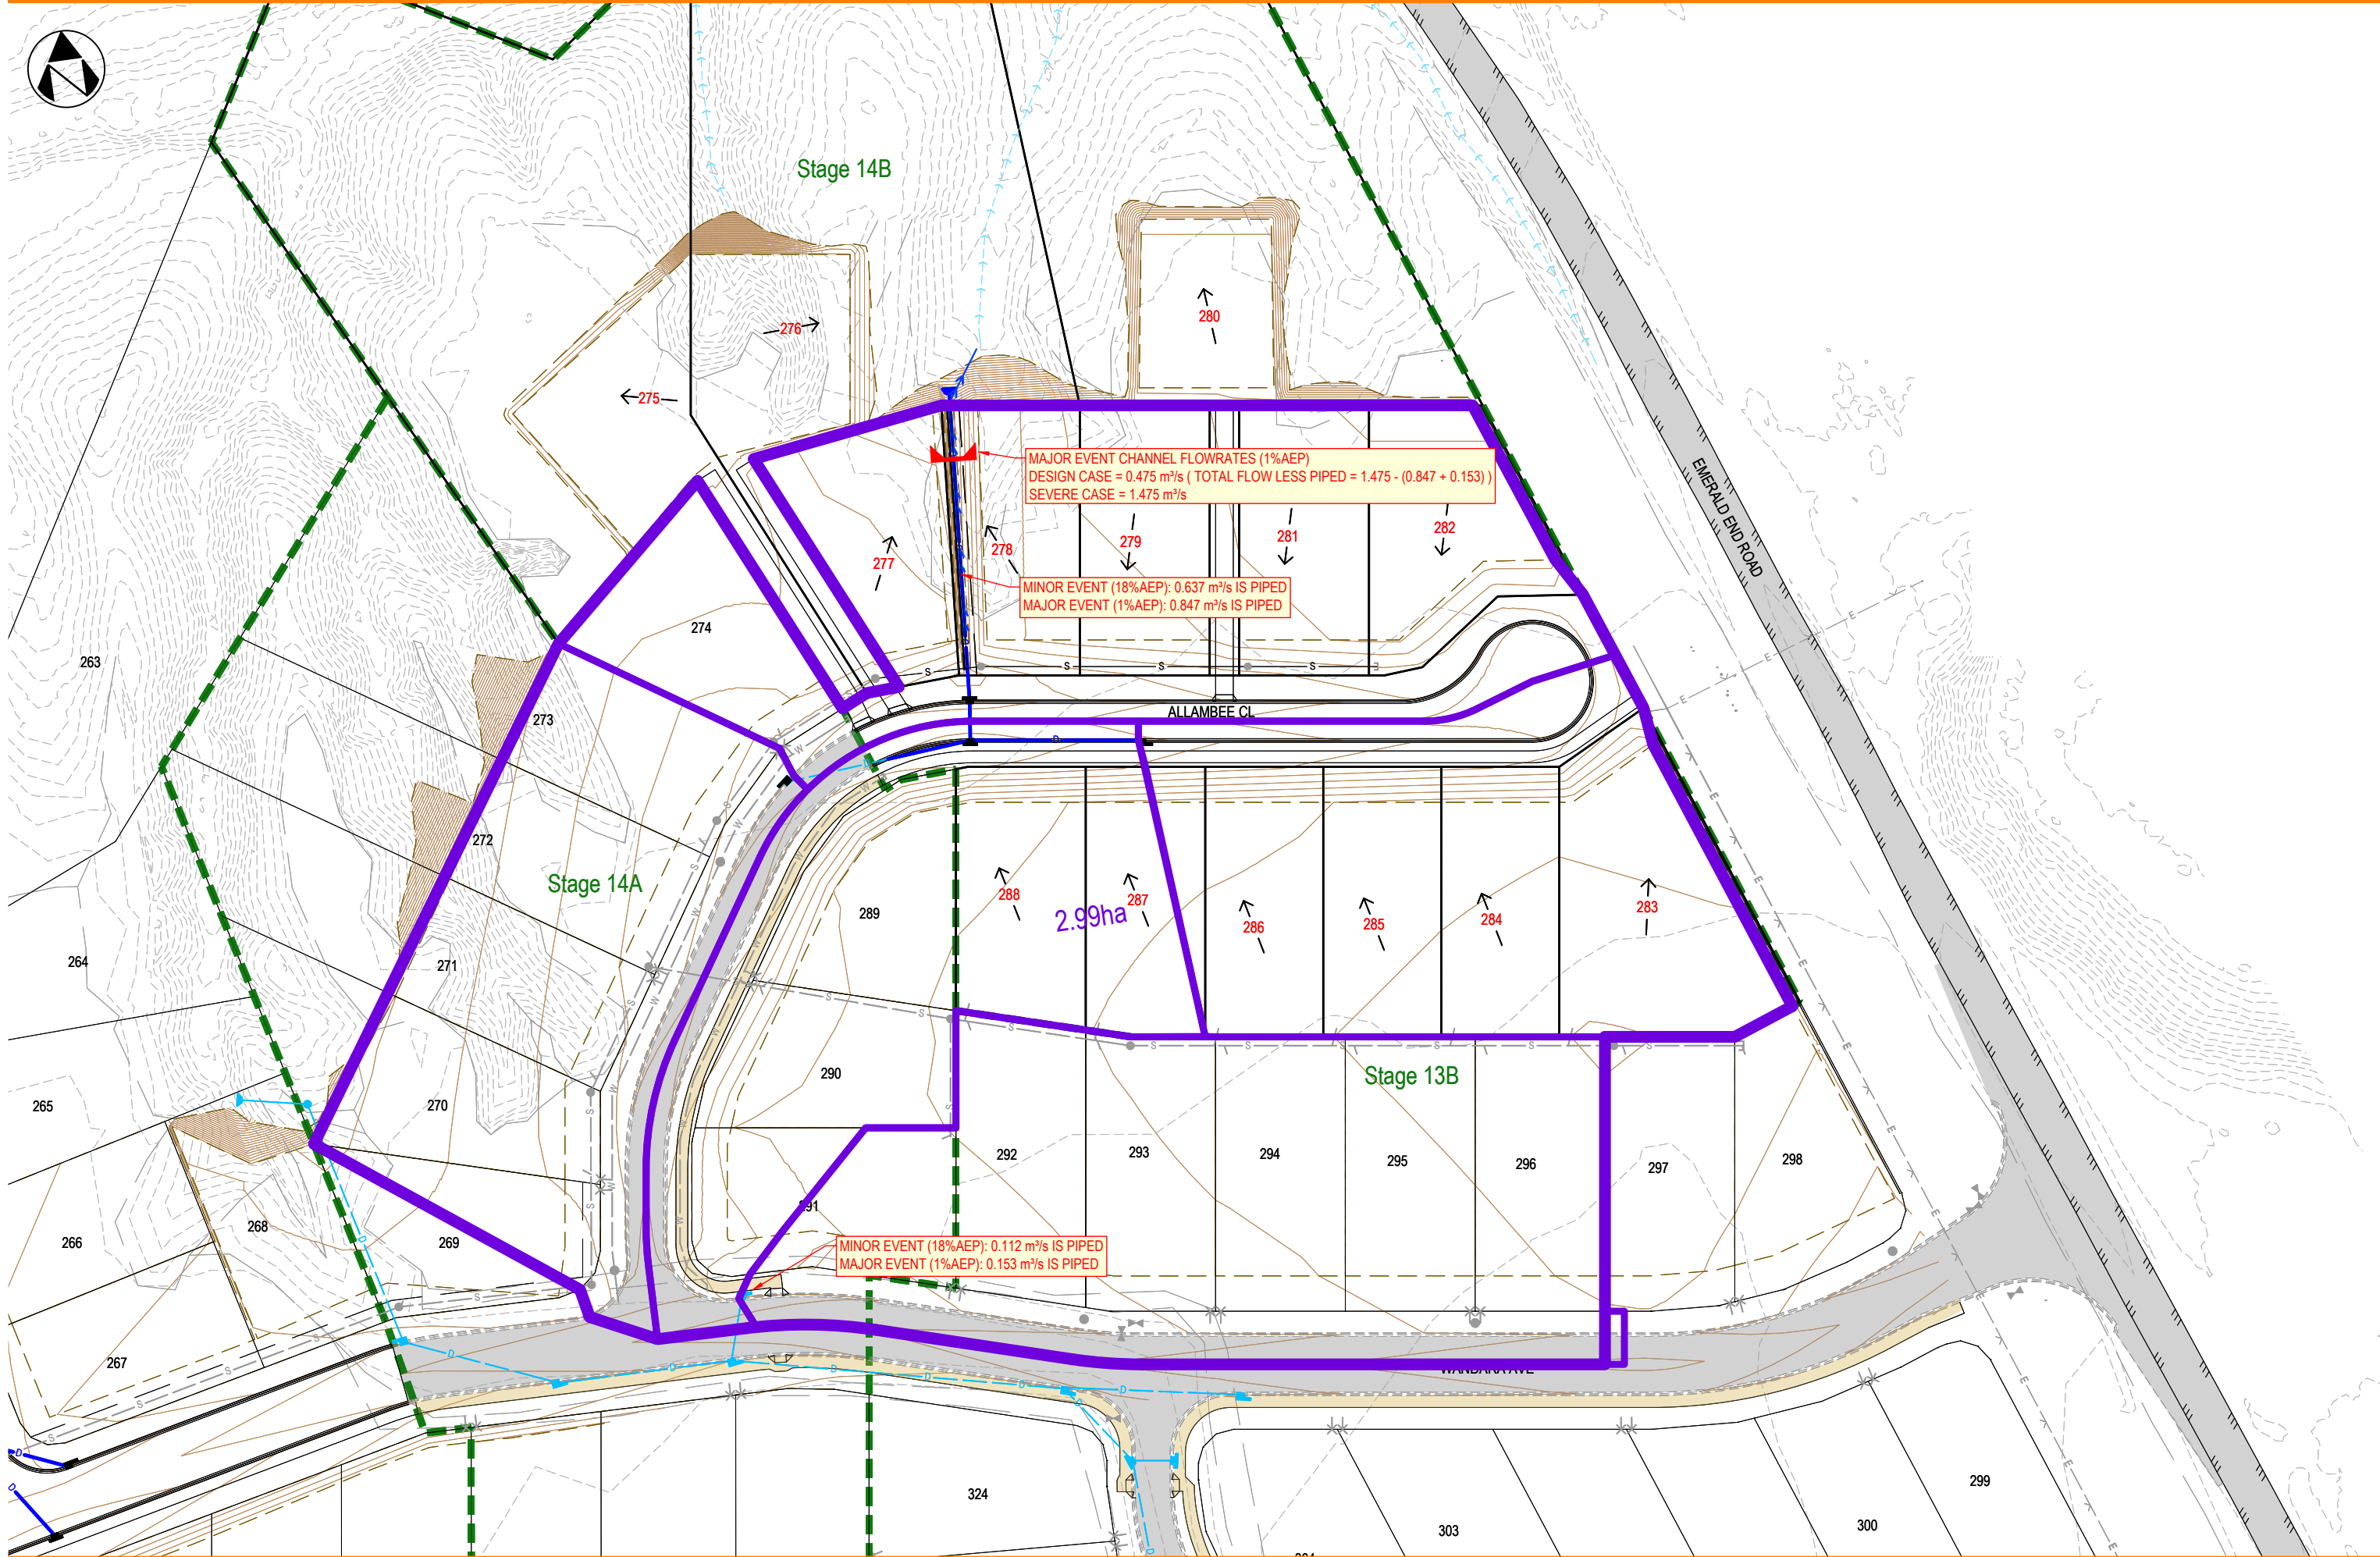 Stage 14B
280
276
275
MAJOR EVENT CHANNEL FLOWRATES (1%AEP)
DESIGN CASE = 0.475 m³/s ( TOTAL FLOW LESS PIPED = 1.475 - (0.847 + 0.153) )
SEVERE CASE = 1.475 m³/s
EMERALD END ROAD
277
278
279
281
282
MINOR EVENT (18%AEP): 0.637 m³/s IS PIPED
MAJOR EVENT (1%AEP): 0.847 m³/s IS PIPED
274
263
273
ALLAMBEE CL
272
Stage 14A
289
288
287
2.99ha
286
285
284
283
264
271
290
Stage 13B
265
270
292
293
294
295
296
297
298
291
266
268
269
MINOR EVENT (18%AEP): 0.112 m³/s IS PIPED
MAJOR EVENT (1%AEP): 0.153 m³/s IS PIPED
267
WANDARRA AVE
324
299
303
300